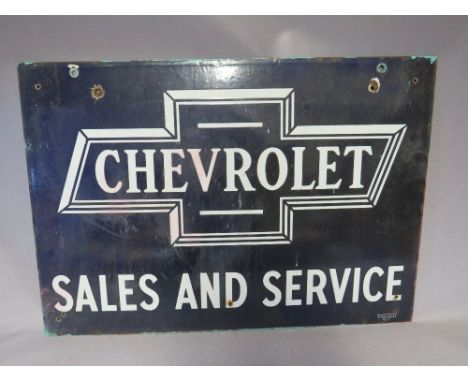 CHEVROLET
SALES AND SERVICE